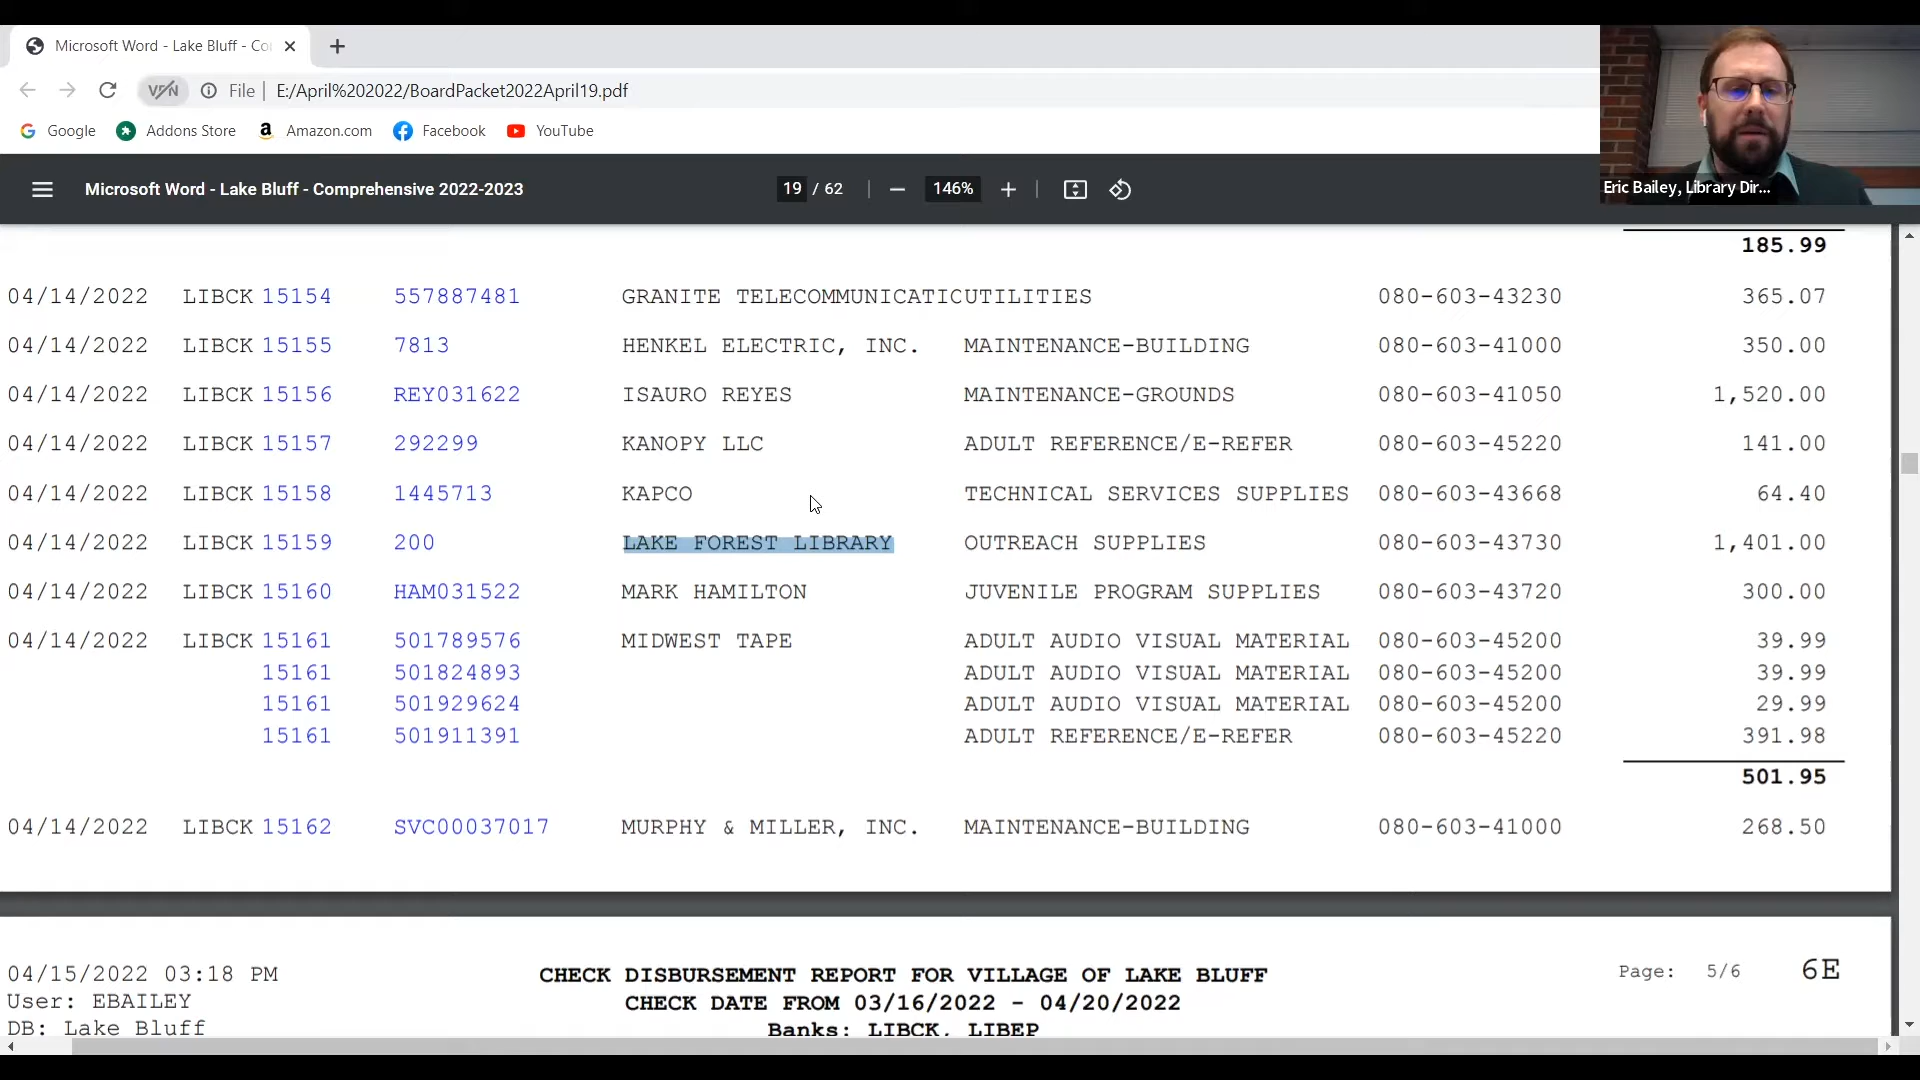 Microsoft Word - Lake Bluff - Co
VPN File E:/April%202022/BoardPacket2022April19.pdf
Google Addons Store Amazon.com Facebook YouTube
Eric Bailey, Library Dir...
Microsoft Word - Lake Bluff - Comprehensive 2022-2023 19 / 62 146%
185.99
04/14/2022 LIBCK 15154 557887481 GRANITE TELECOMMUNICATICUTILITIES 080-603-43230 365.07
04/14/2022 LIBCK 15155 7813 HENKEL ELECTRIC, INC. MAINTENANCE-BUILDING 080-603-41000 350.00
04/14/2022 LIBCK 15156 REY031622 ISAURO REYES MAINTENANCE-GROUNDS 080-603-41050 1,520.00
04/14/2022 LIBCK 15157 292299 KANOPY LLC ADULT REFERENCE/E-REFER 080-603-45220 141.00
04/14/2022 LIBCK 15158 1445713 KAPCO TECHNICAL SERVICES SUPPLIES 080-603-43668 64.40
04/14/2022 LIBCK 15159 200 LAKE FOREST LIBRARY OUTREACH SUPPLIES 080-603-43730 1,401.00
04/14/2022 LIBCK 15160 HAM031522 MARK HAMILTON JUVENILE PROGRAM SUPPLIES 080-603-43720 300.00
04/14/2022 LIBCK 15161 501789576 MIDWEST TAPE ADULT AUDIO VISUAL MATERIAL 080-603-45200 39.99
15161 501824893 ADULT AUDIO VISUAL MATERIAL 080-603-45200 39.99
15161 501929624 ADULT AUDIO VISUAL MATERIAL 080-603-45200 29.99
15161 501911391 ADULT REFERENCE/E-REFER 080-603-45220 391.98
501.95
04/14/2022 LIBCK 15162 SVC00037017 MURPHY & MILLER, INC. MAINTENANCE-BUILDING 080-603-41000 268.50
04/15/2022 03:18 PM CHECK DISBURSEMENT REPORT FOR VILLAGE OF LAKE BLUFF Page: 5/6 6E
User: EBAILEY CHECK DATE FROM 03/16/2022 - 04/20/2022
DB: Lake Bluff Banks: LIBCK, LIBEP